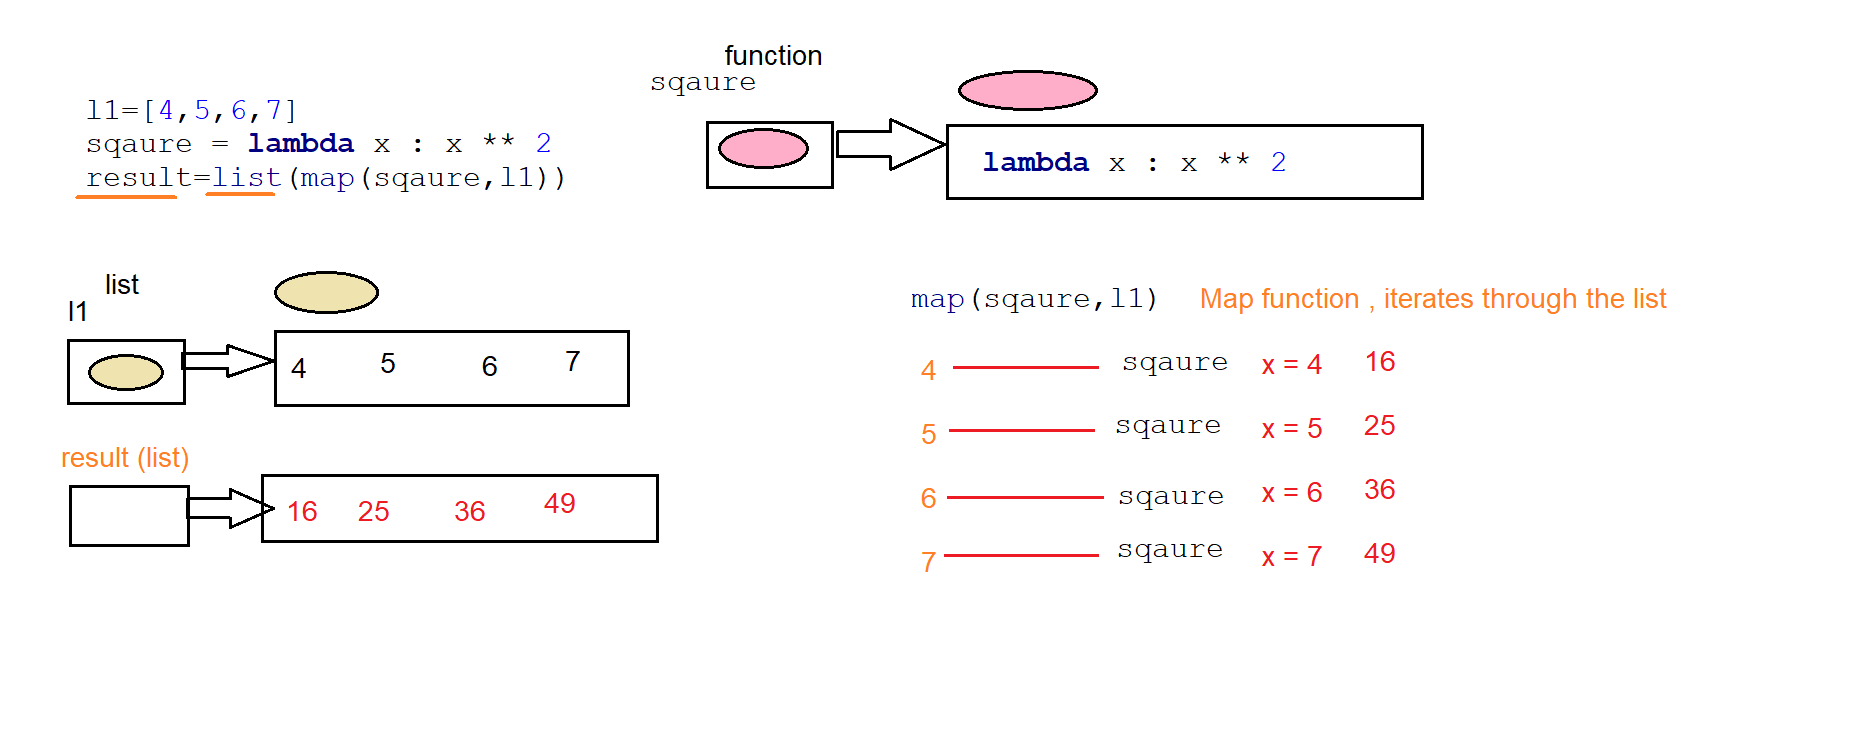 l1=[4,5,6,7]
sqaure = lambda x : x ** 2
result=list(map(sqaure,l1))
function
sqaure
lambda x : x ** 2
list
l1
4 5 6 7
result (list)
16 25 36 49
map(sqaure,l1) Map function , iterates through the list
4 sqaure x = 4 16
5 sqaure x = 5 25
6 sqaure x = 6 36
7 sqaure x = 7 49